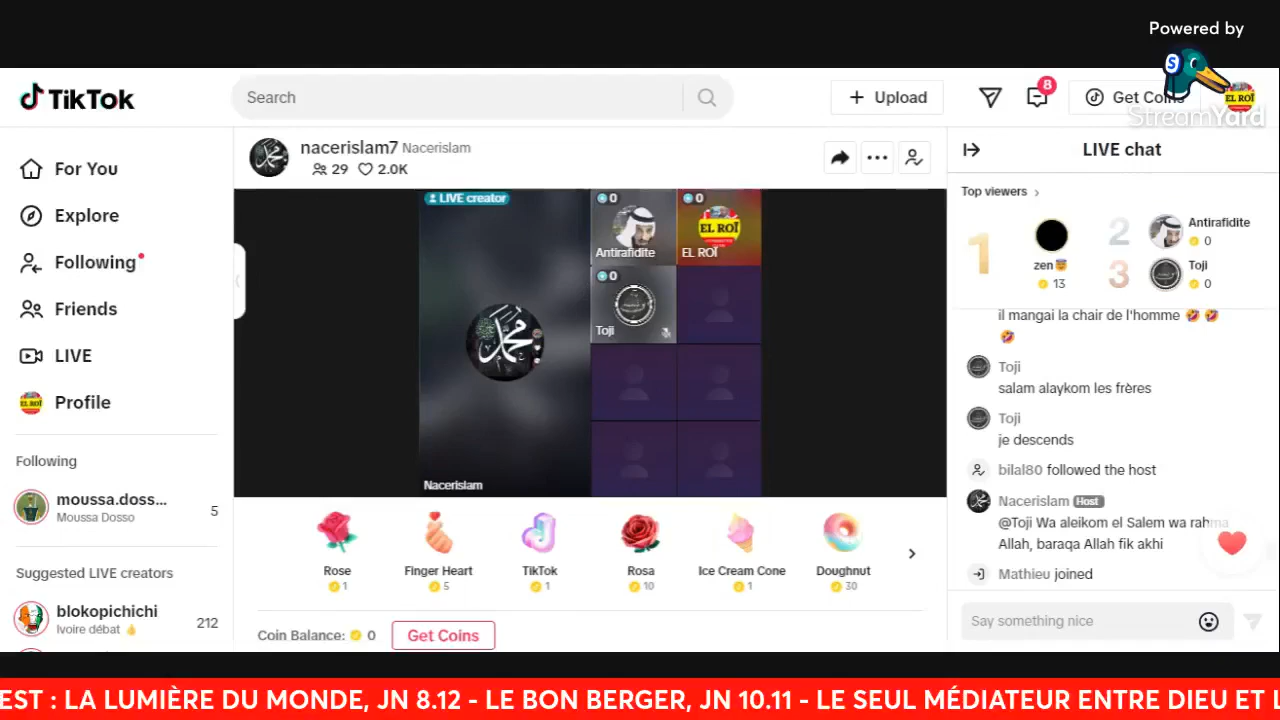 Powered by
StreamYard
TikTok
Search
Upload
8
Get Coins
EL ROÏ
nacerislam7 Nacerislam
29 2.0K
LIVE chat
For You
Explore
Following
Friends
LIVE
EL ROÏ
Profile
Following
moussa.doss...
Moussa Dosso
5
Suggested LIVE creators
blokopichichi
Ivoire débat
212
LIVE creator
Nacerislam
0
Antirafidite
0
EL ROÏ
EL ROÏ
0
Toji
Rose
1
Finger Heart
5
TikTok
1
Rosa
10
Ice Cream Cone
1
Doughnut
30
Coin Balance: 0
Get Coins
Top viewers
1
zen
13
2
Antirafidite
0
3
Toji
0
il mangai la chair de l'homme
Toji
salam alaykom les frères
Toji
je descends
bilal80 followed the host
Nacerislam Host
@Toji Wa aleikom el Salem wa rahma
Allah, baraqa Allah fik akhi
Mathieu joined
Say something nice
EST : LA LUMIÈRE DU MONDE, JN 8.12 - LE BON BERGER, JN 10.11 - LE SEUL MÉDIATEUR ENTRE DIEU ET